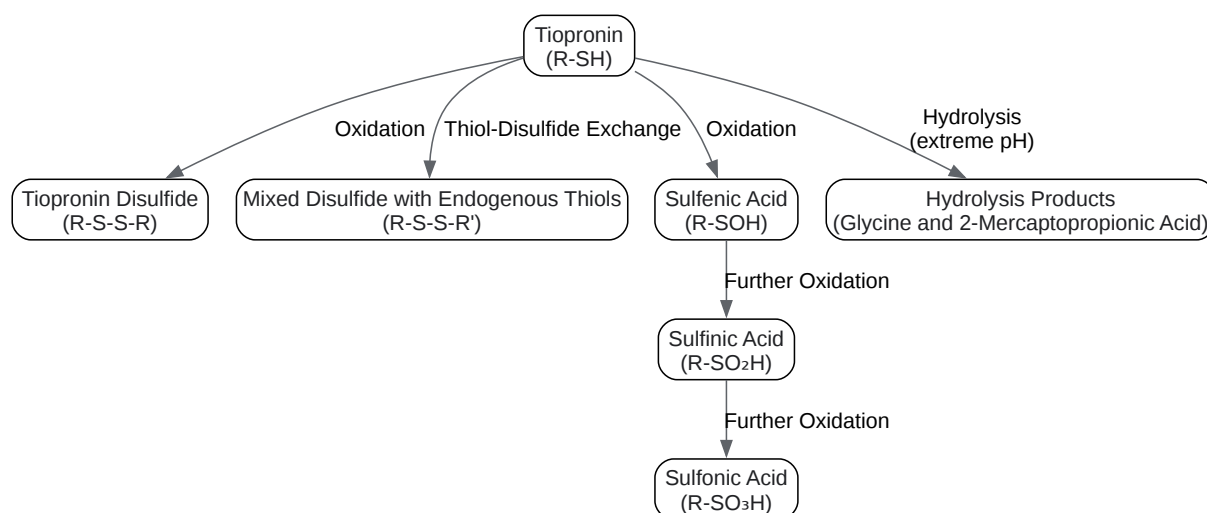 Tiopronin
(R-SH)
Oxidation
Thiol-Disulfide Exchange
Oxidation
Hydrolysis
(extreme pH)
Tiopronin Disulfide
(R-S-S-R)
Mixed Disulfide with Endogenous Thiols
(R-S-S-R')
Sulfenic Acid
(R-SOH)
Hydrolysis Products
(Glycine and 2-Mercaptopropionic Acid)
Further Oxidation
Sulfinic Acid
(R-SO₂H)
Further Oxidation
Sulfonic Acid
(R-SO₃H)